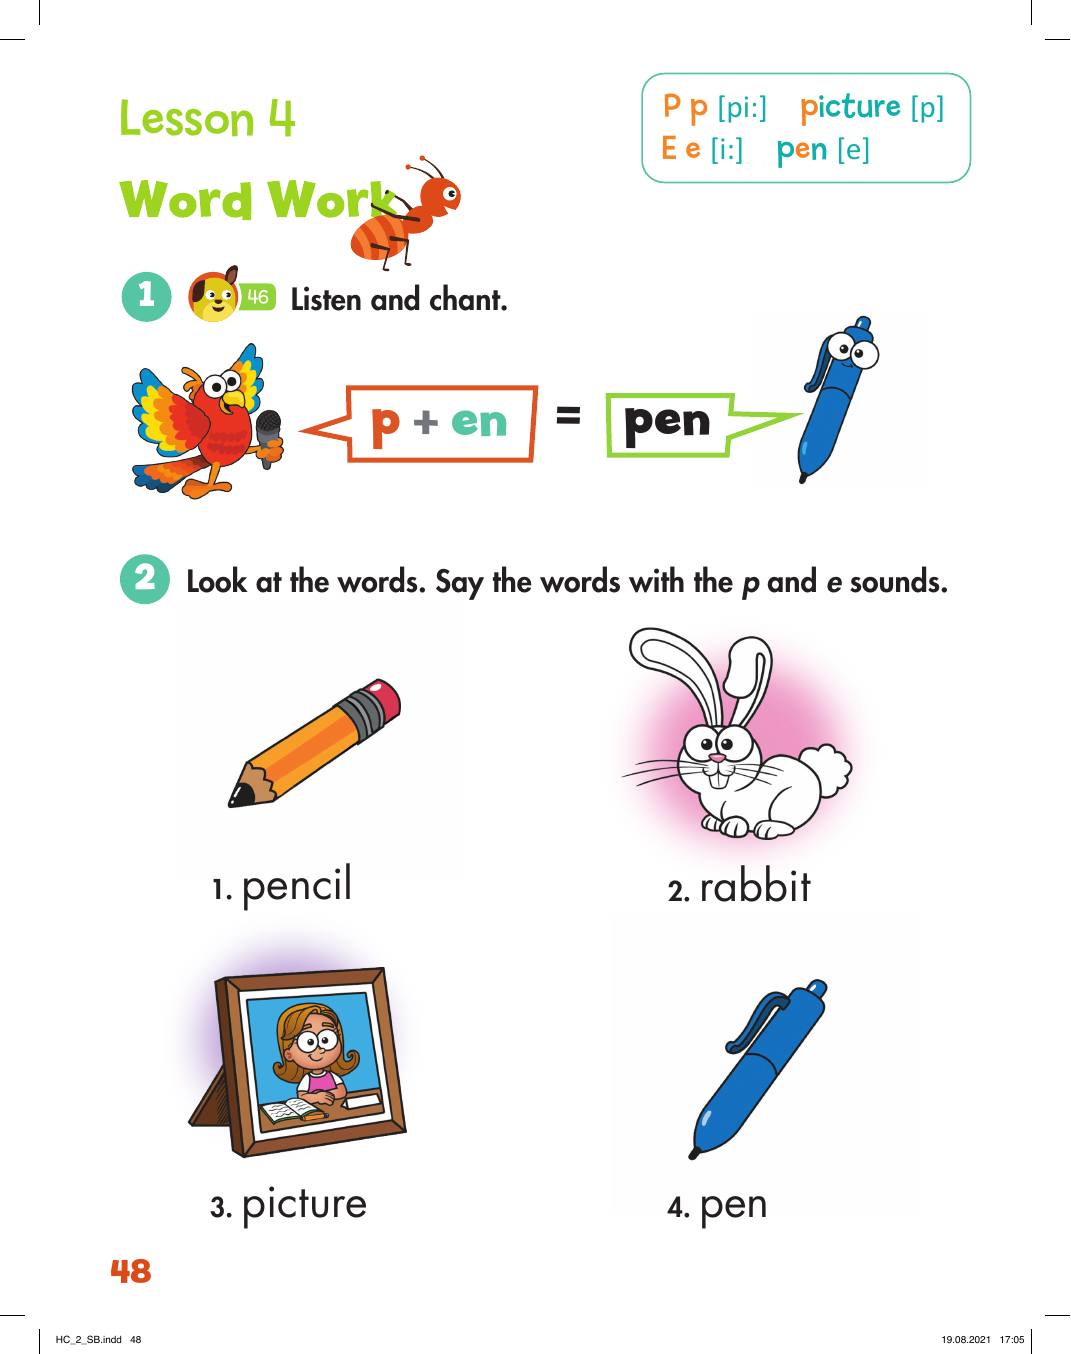 Lesson 4
P p [pi:] picture [p]
E e [i:] pen [e]
Word Work
1 46 Listen and chant.
p + en = pen
2 Look at the words. Say the words with the p and e sounds.
1. pencil
2. rabbit
3. picture
4. pen
48
HC_2_SB.indd 48
19.08.2021 17:05